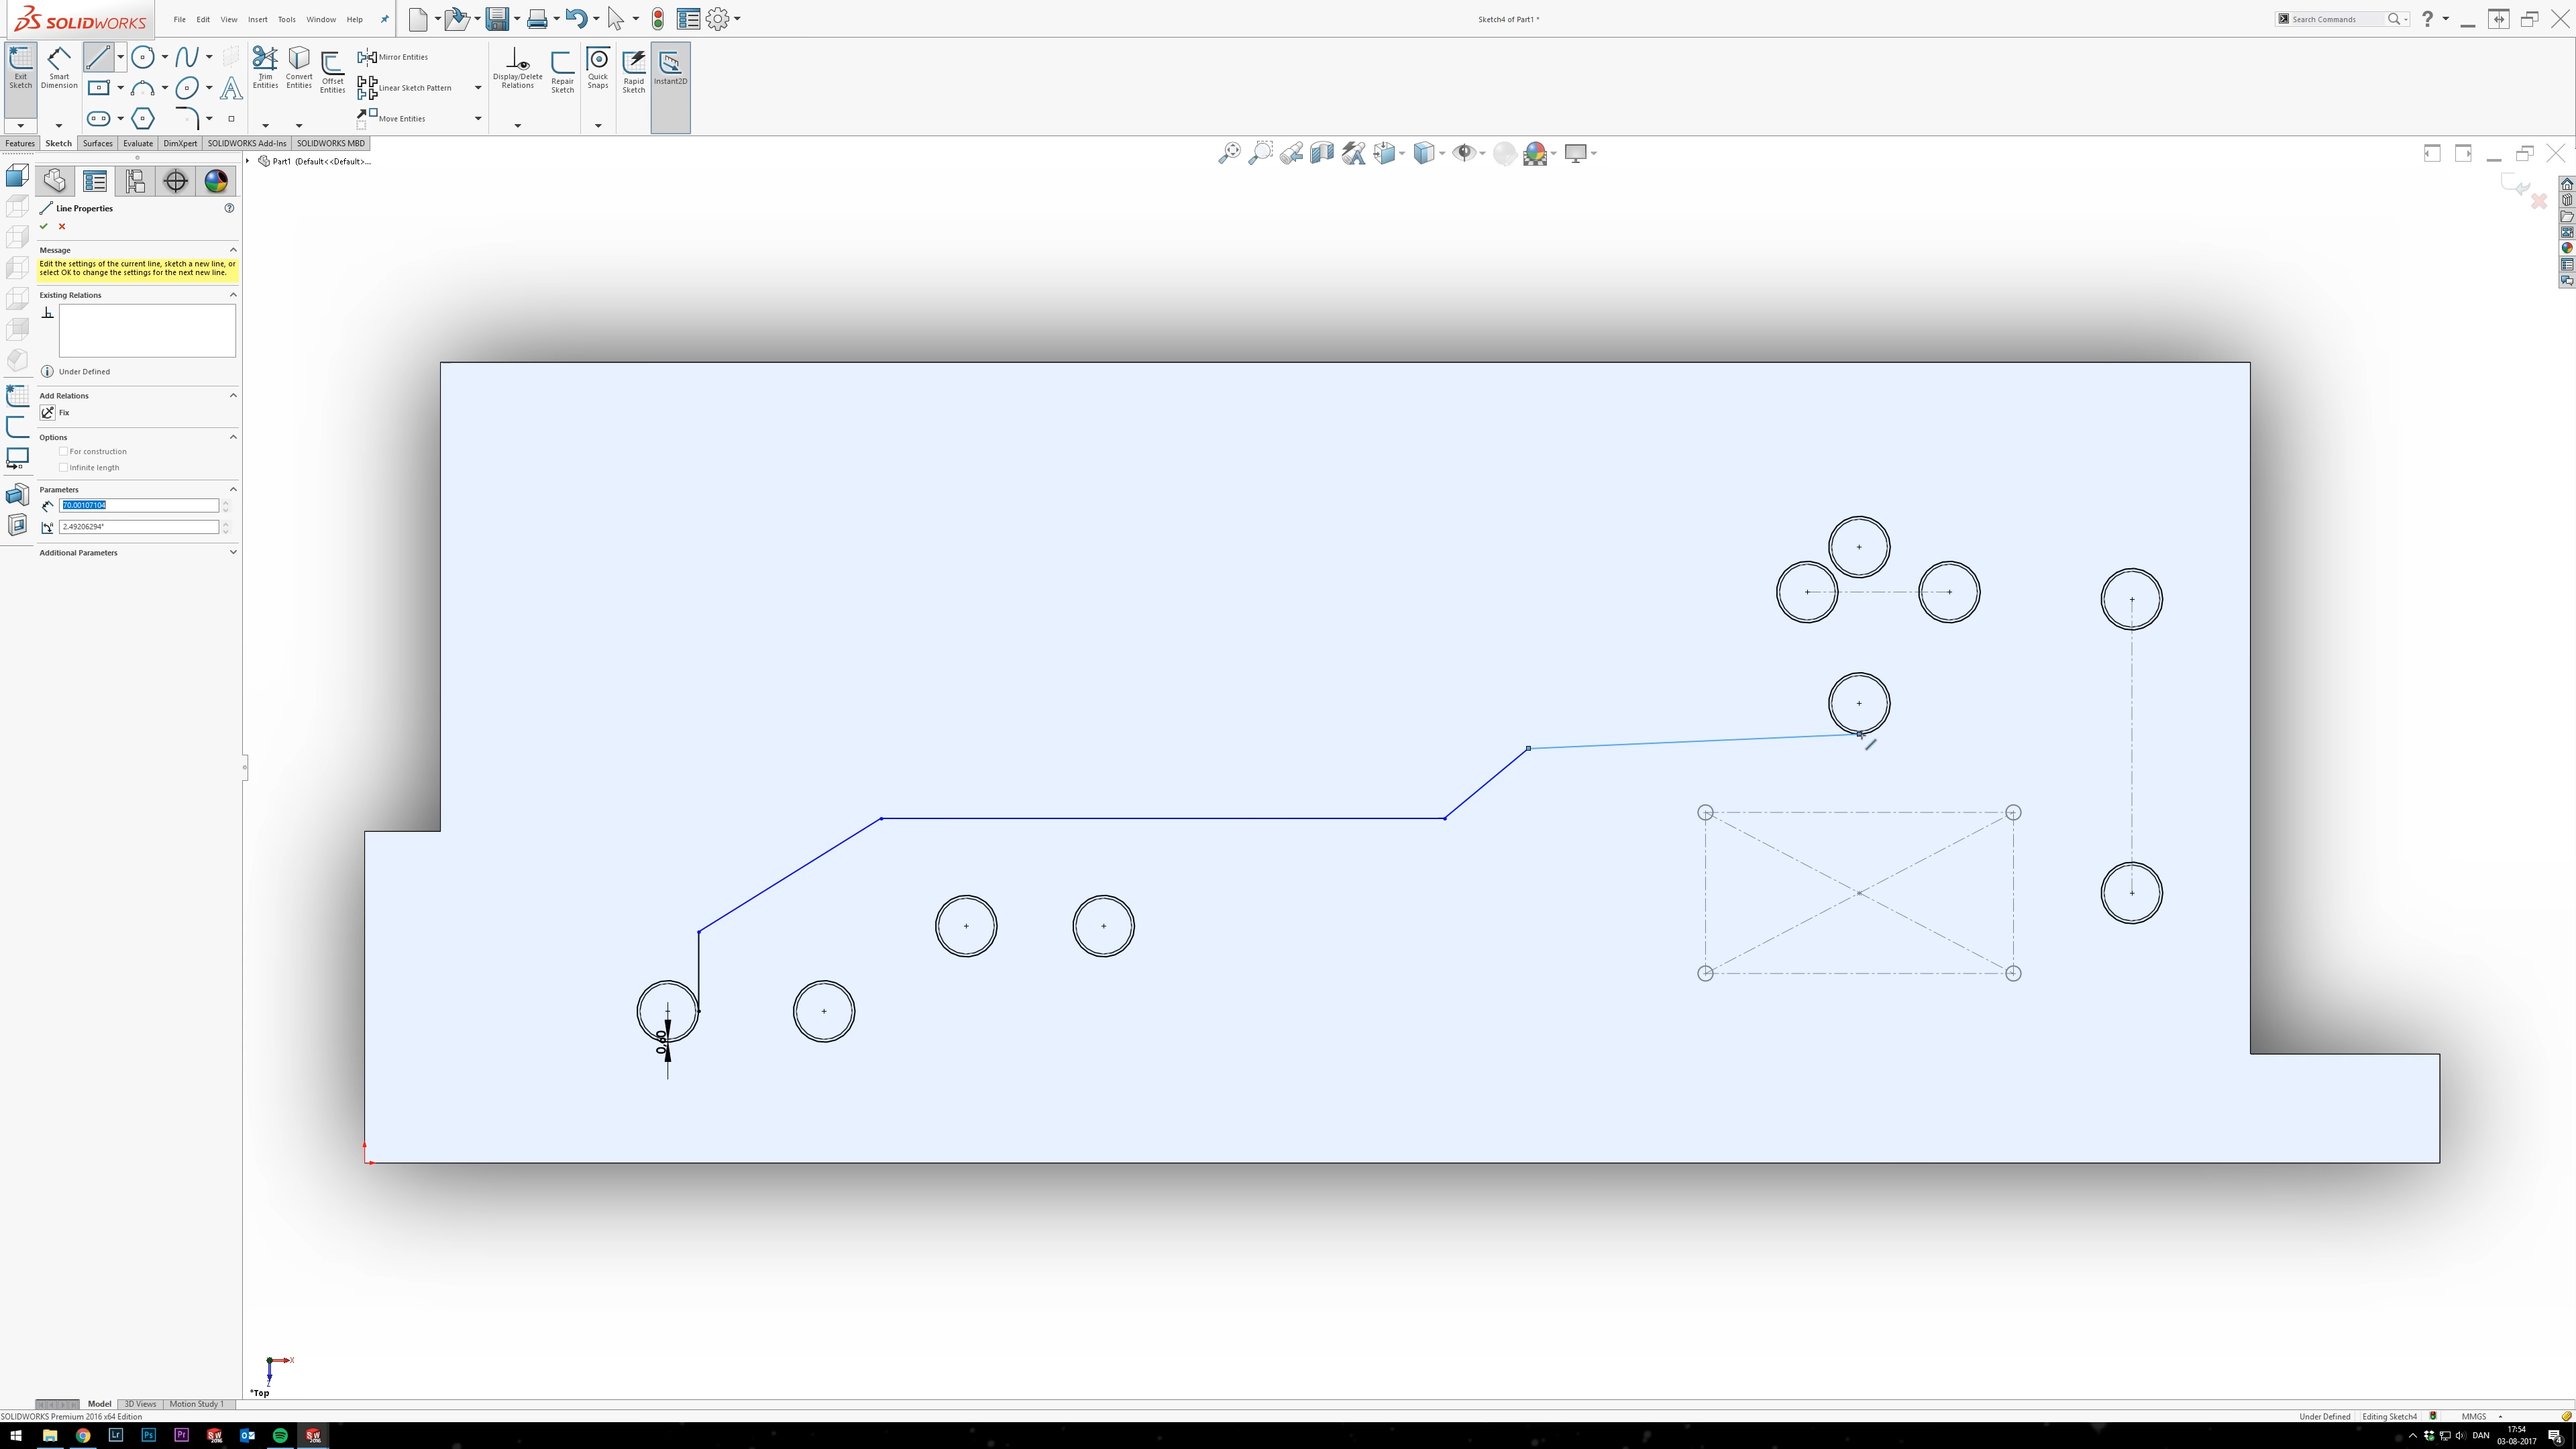 SOLIDWORKS
File Edit View Insert Tools Window Help
Sketch4 of Part1 *
Search Commands
Exit Sketch
Smart Dimension
Trim Entities
Convert Entities
Offset Entities
Mirror Entities
Linear Sketch Pattern
Move Entities
Display/Delete Relations
Repair Sketch
Quick Snaps
Rapid Sketch
Instant2D
Features Sketch Surfaces Evaluate DimXpert SOLIDWORKS Add-Ins SOLIDWORKS MBD
Part1 (Default<<Default>...
Line Properties
Message
Edit the settings of the current line, sketch a new line, or
select OK to change the settings for the next new line.
Existing Relations
Under Defined
Add Relations
Fix
Options
For construction
Infinite length
Parameters
70.00107104
2.49206294°
Additional Parameters
0,60
X
Z
*Top
Model 3D Views Motion Study 1
SOLIDWORKS Premium 2016 x64 Edition
Under Defined Editing Sketch4 MMGS
Lr Ps Pr
DAN
17:54
03-08-2017